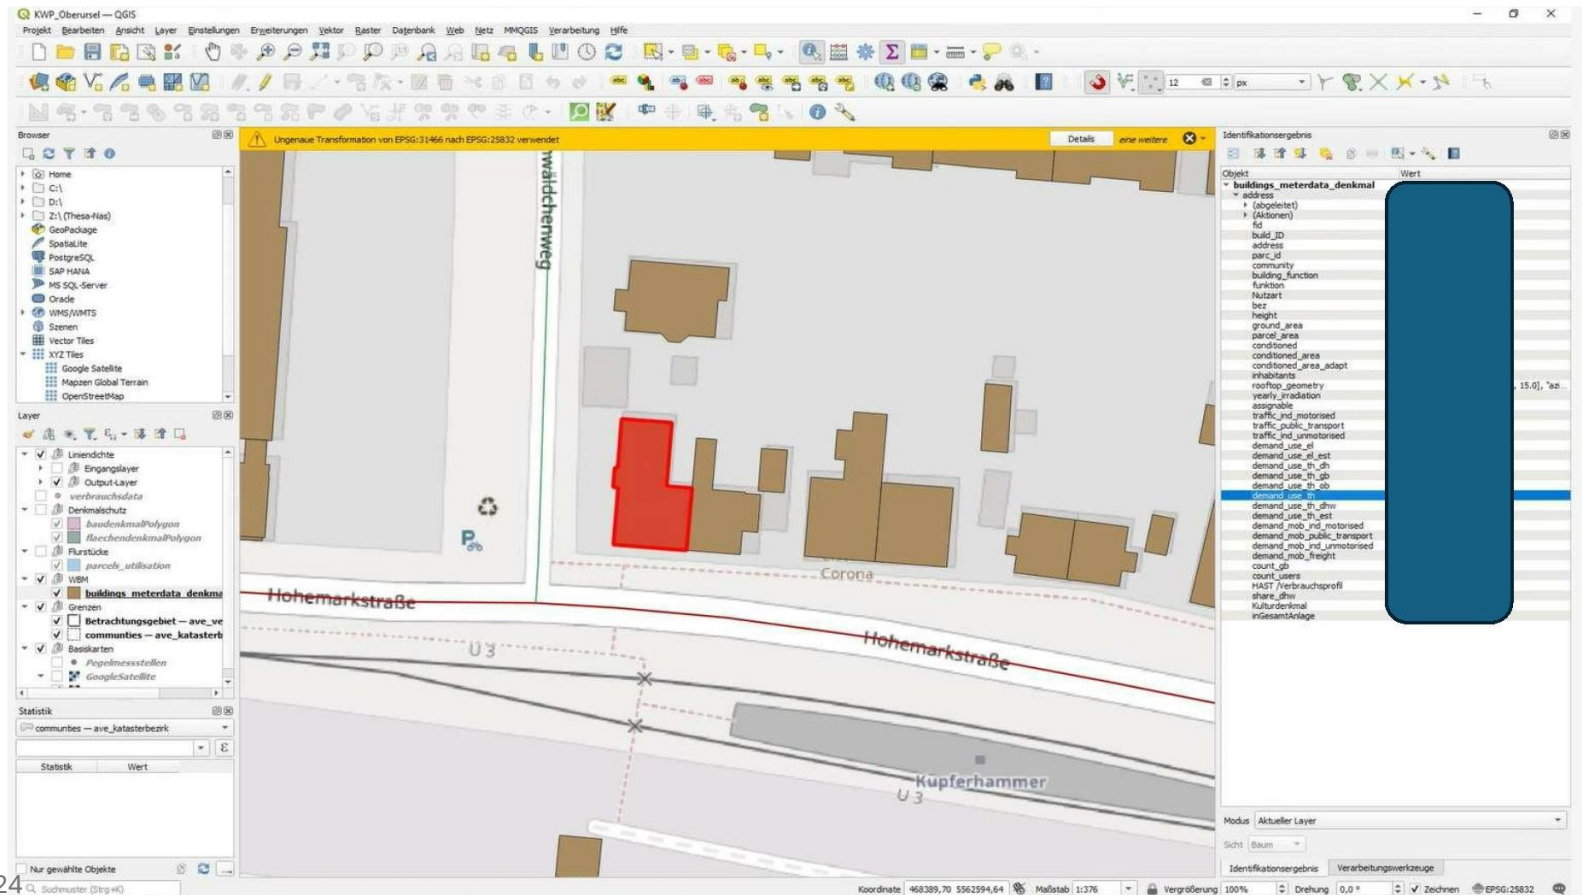 KWP_Oberursel — QGIS
Projekt Bearbeiten Ansicht Layer Einstellungen Erweiterungen Vektor Raster Datenbank Web Netz MMQGIS Verarbeitung Hilfe
12 px
Browser
Home
C:\
D:\
Z:\ (Thesa-Nas)
GeoPackage
SpatiaLite
PostgreSQL
SAP HANA
MS SQL-Server
Oracle
WMS/WMTS
Szenen
Vector Tiles
XYZ Tiles
Google Satellite
Mapzen Global Terrain
OpenStreetMap
Layer
Liniendichte
Eingangslayer
Output-Layer
verbrauchsdata
Denkmalschutz
baudenkmalPolygon
flaechendenkmalPolygon
Flurstücke
parcels_utilisation
WBM
buildings_meterdata_denkma
Grenzen
Betrachtungsgebiet — ave_ve
communties — ave_katasterb
Basiskarten
Pegelmessstellen
GoogleSatellite
Statistik
communties — ave_katasterbezrk
Statistik Wert
Nur gewählte Objekte
24
Suchmuster (Strg+K)
Ungenaue Transformation von EPSG:31466 nach EPSG:25832 verwendet
Details eine weitere
wäldchenweg
P
Corona
Hohemarkstraße
Hohemarkstraße
U 3
Kupferhammer
U 3
Identifikationsergebnis
Objekt Wert
buildings_meterdata_denkmal
address
(abgeleitet)
(Aktionen)
fid
build_ID
address
parc_id
community
building_function
funktion
Nutzart
bez
height
ground_area
parcel_area
conditioned
conditioned_area
conditioned_area_adapt
inhabitants
rooftop_geometry , 15.0], "azi...
yearly_irradiation
assignable
traffic_ind_motorised
traffic_public_transport
traffic_ind_unmotorised
demand_use_el
demand_use_el_est
demand_use_th_dh
demand_use_th_gb
demand_use_th_ob
demand_use_th
demand_use_th_dhw
demand_use_th_est
demand_mob_ind_motorised
demand_mob_public_transport
demand_mob_ind_unmotorised
demand_mob_freight
count_gb
count_users
HAST /Verbrauchsprofil
share_dhw
Kulturdenkmal
inGesamtAnlage
Modus Aktueller Layer
Sicht Baum
Identifikationsergebnis Verarbeitungswerkzeuge
Koordinate 468389,70 5562594,64 Maßstab 1:376 Vergrößerung 100% Drehung 0,0 ° Zeichnen EPSG:25832